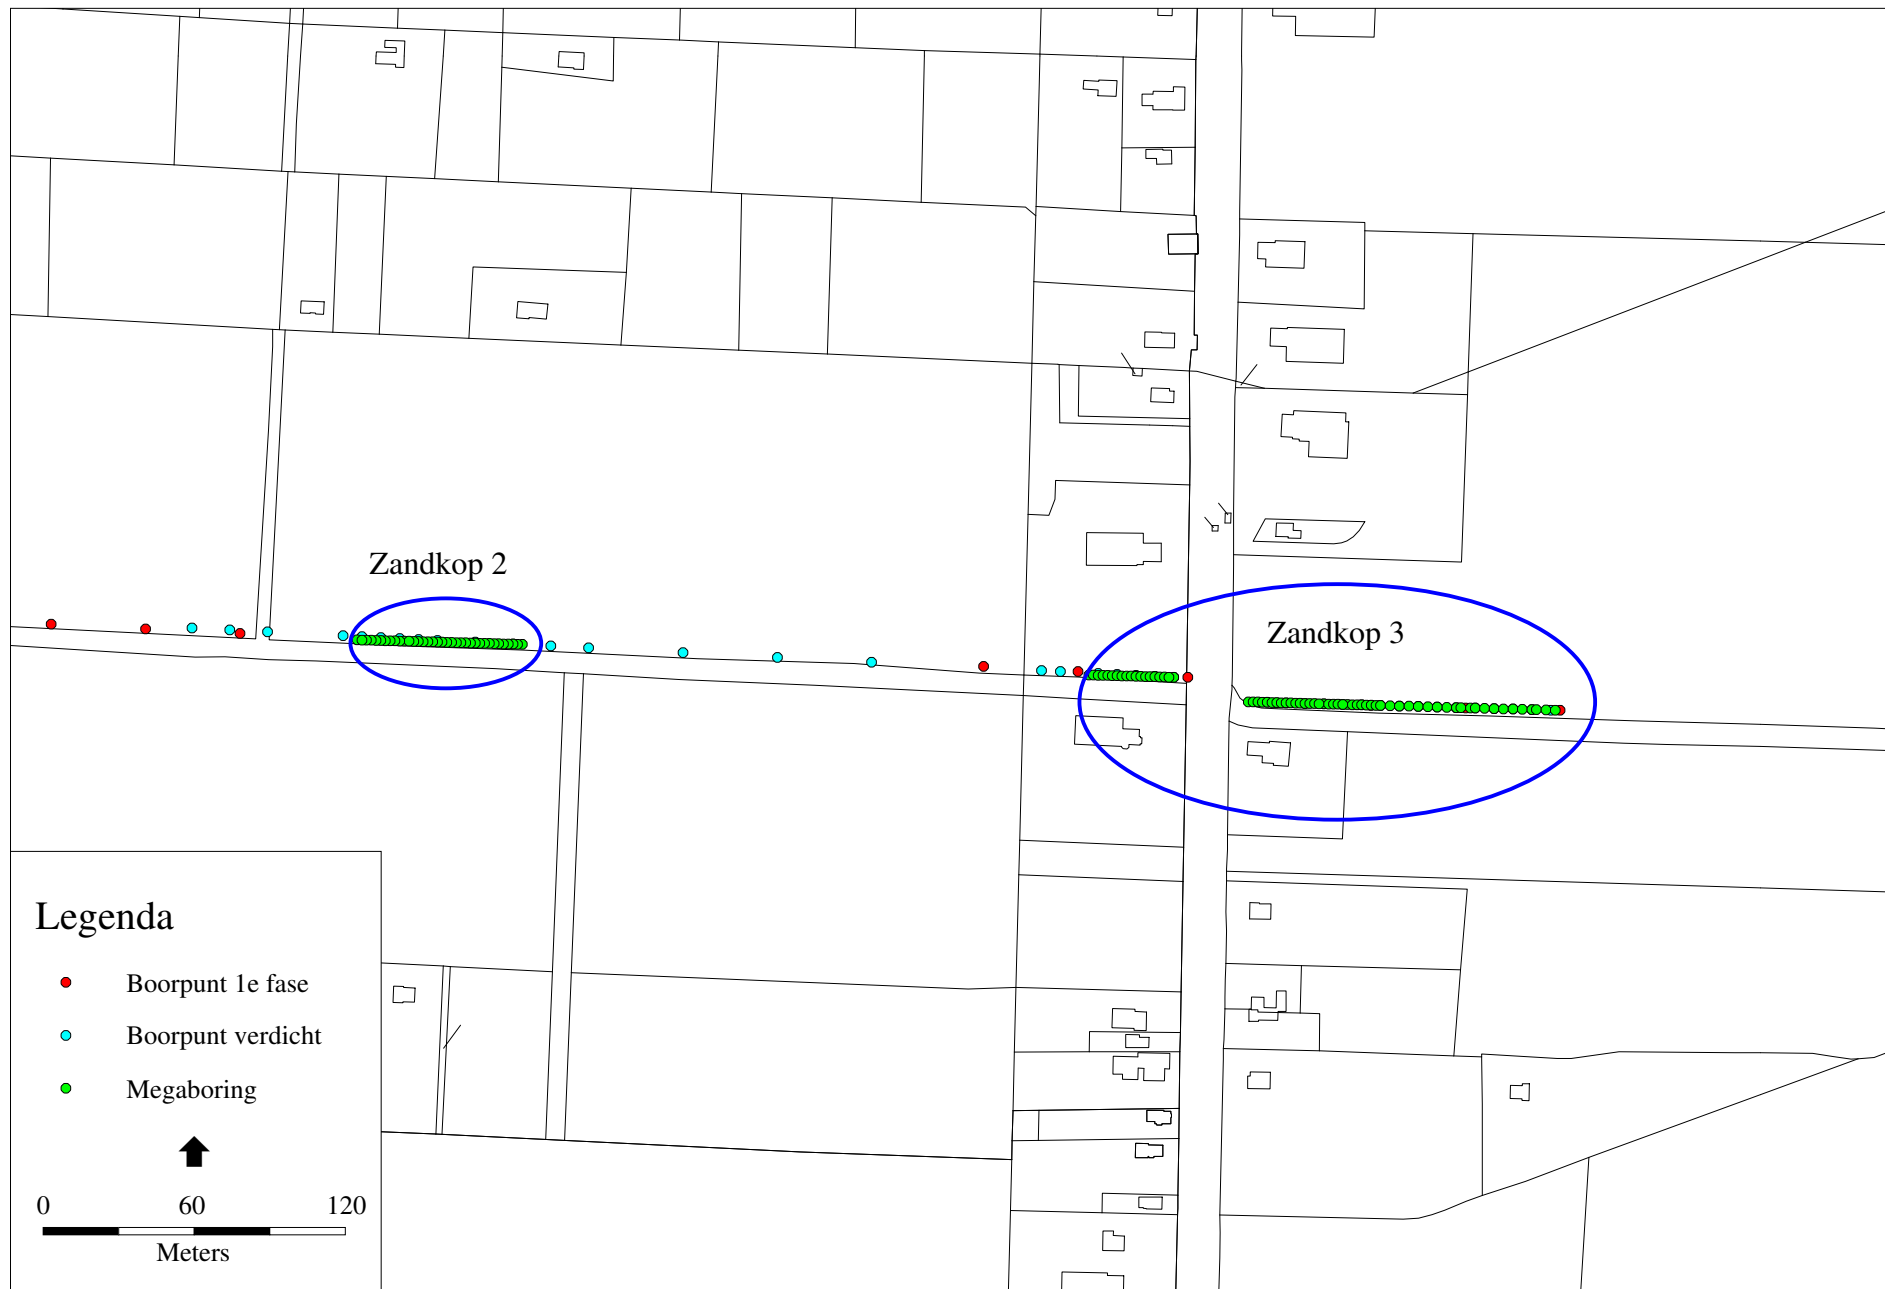 Zandkop 2
Zandkop 3
Legenda
Boorpunt 1e fase
Boorpunt verdicht
Megaboring
0 60 120
Meters